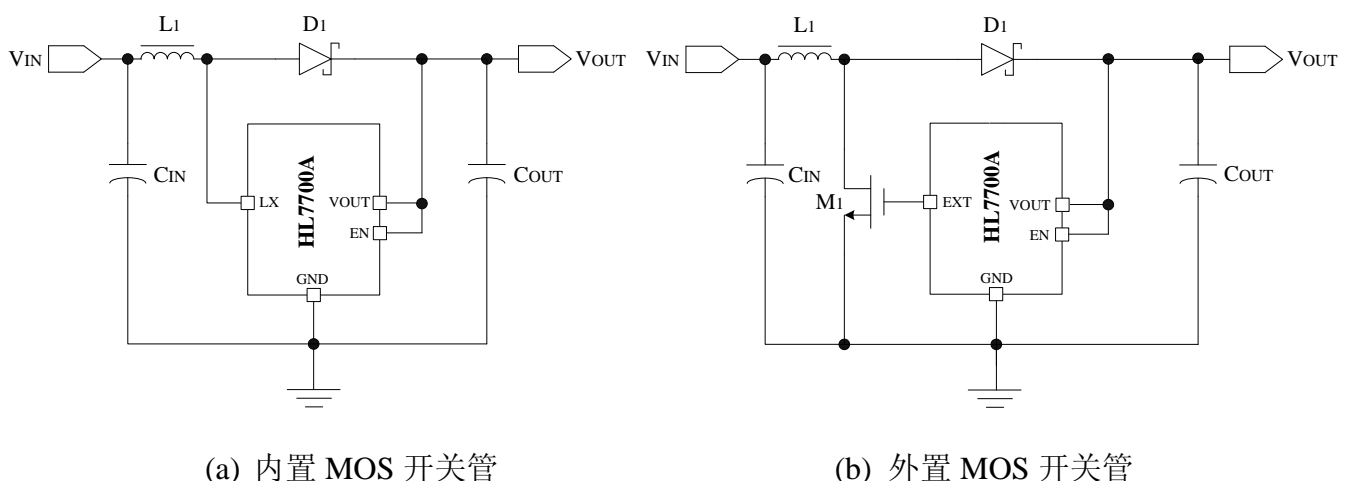 L1
D1
VIN
VOUT
CIN
HL7700A
LX
VOUT
EN
GND
COUT
(a) 内置 MOS 开关管
L1
D1
VIN
VOUT
CIN
M1
EXT
HL7700A
VOUT
EN
GND
COUT
(b) 外置 MOS 开关管